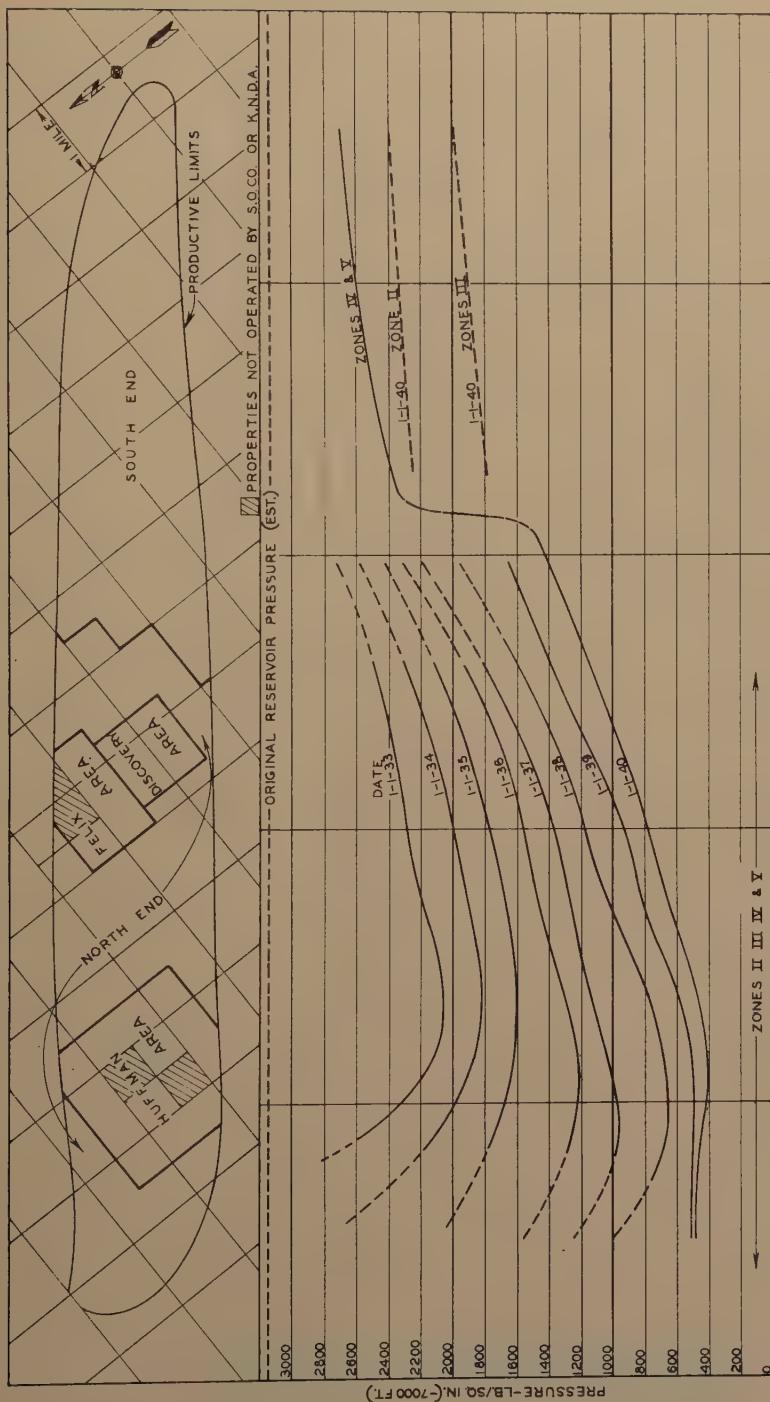 1 MILE
N
PRODUCTIVE LIMITS
SOUTH END
PROPERTIES NOT OPERATED BY S.O.CO. OR K.N.D.A.
FELIX
AREA
DISCOVERY
AREA
NORTH END
HUFFMAN
AREA
ORIGINAL RESERVOIR PRESSURE (EST.)
PRESSURE-LB/SQ. IN. (-7000 FT.)
3000
2800
2600
2400
2200
2000
1800
1600
1400
1200
1000
800
600
400
200
0
DATE
1-1-33
1-1-34
1-1-35
1-1-36
1-1-37
1-1-38
1-1-39
1-1-40
ZONES IV & V
1-1-40 ZONE II
1-1-40 ZONES III
ZONES II III IV & V